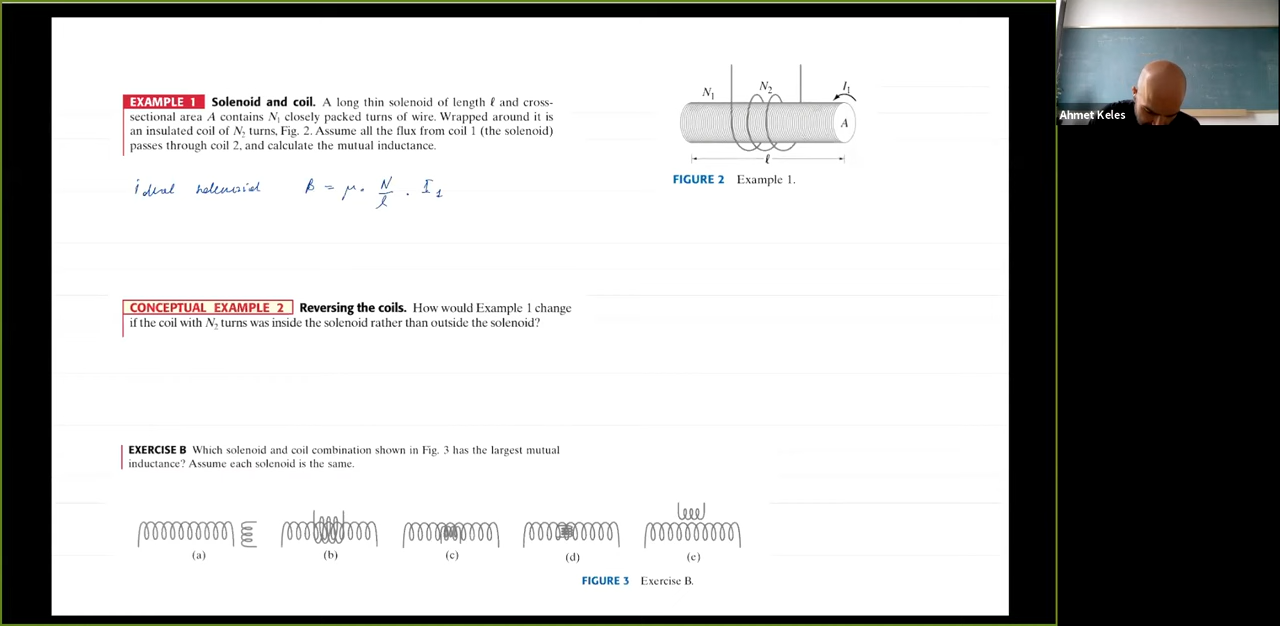 EXAMPLE 1 Solenoid and coil. A long thin solenoid of length ℓ and cross-
sectional area A contains N₁ closely packed turns of wire. Wrapped around it is
an insulated coil of N₂ turns, Fig. 2. Assume all the flux from coil 1 (the solenoid)
passes through coil 2, and calculate the mutual inductance.
N₁ N₂ I₁
A
ℓ
FIGURE 2 Example 1.
ideal solenoid B = μ₀ N/ℓ . I₁
CONCEPTUAL EXAMPLE 2 Reversing the coils. How would Example 1 change
if the coil with N₂ turns was inside the solenoid rather than outside the solenoid?
EXERCISE B Which solenoid and coil combination shown in Fig. 3 has the largest mutual
inductance? Assume each solenoid is the same.
(a) (b) (c) (d) (e)
FIGURE 3 Exercise B.
Ahmet Keles